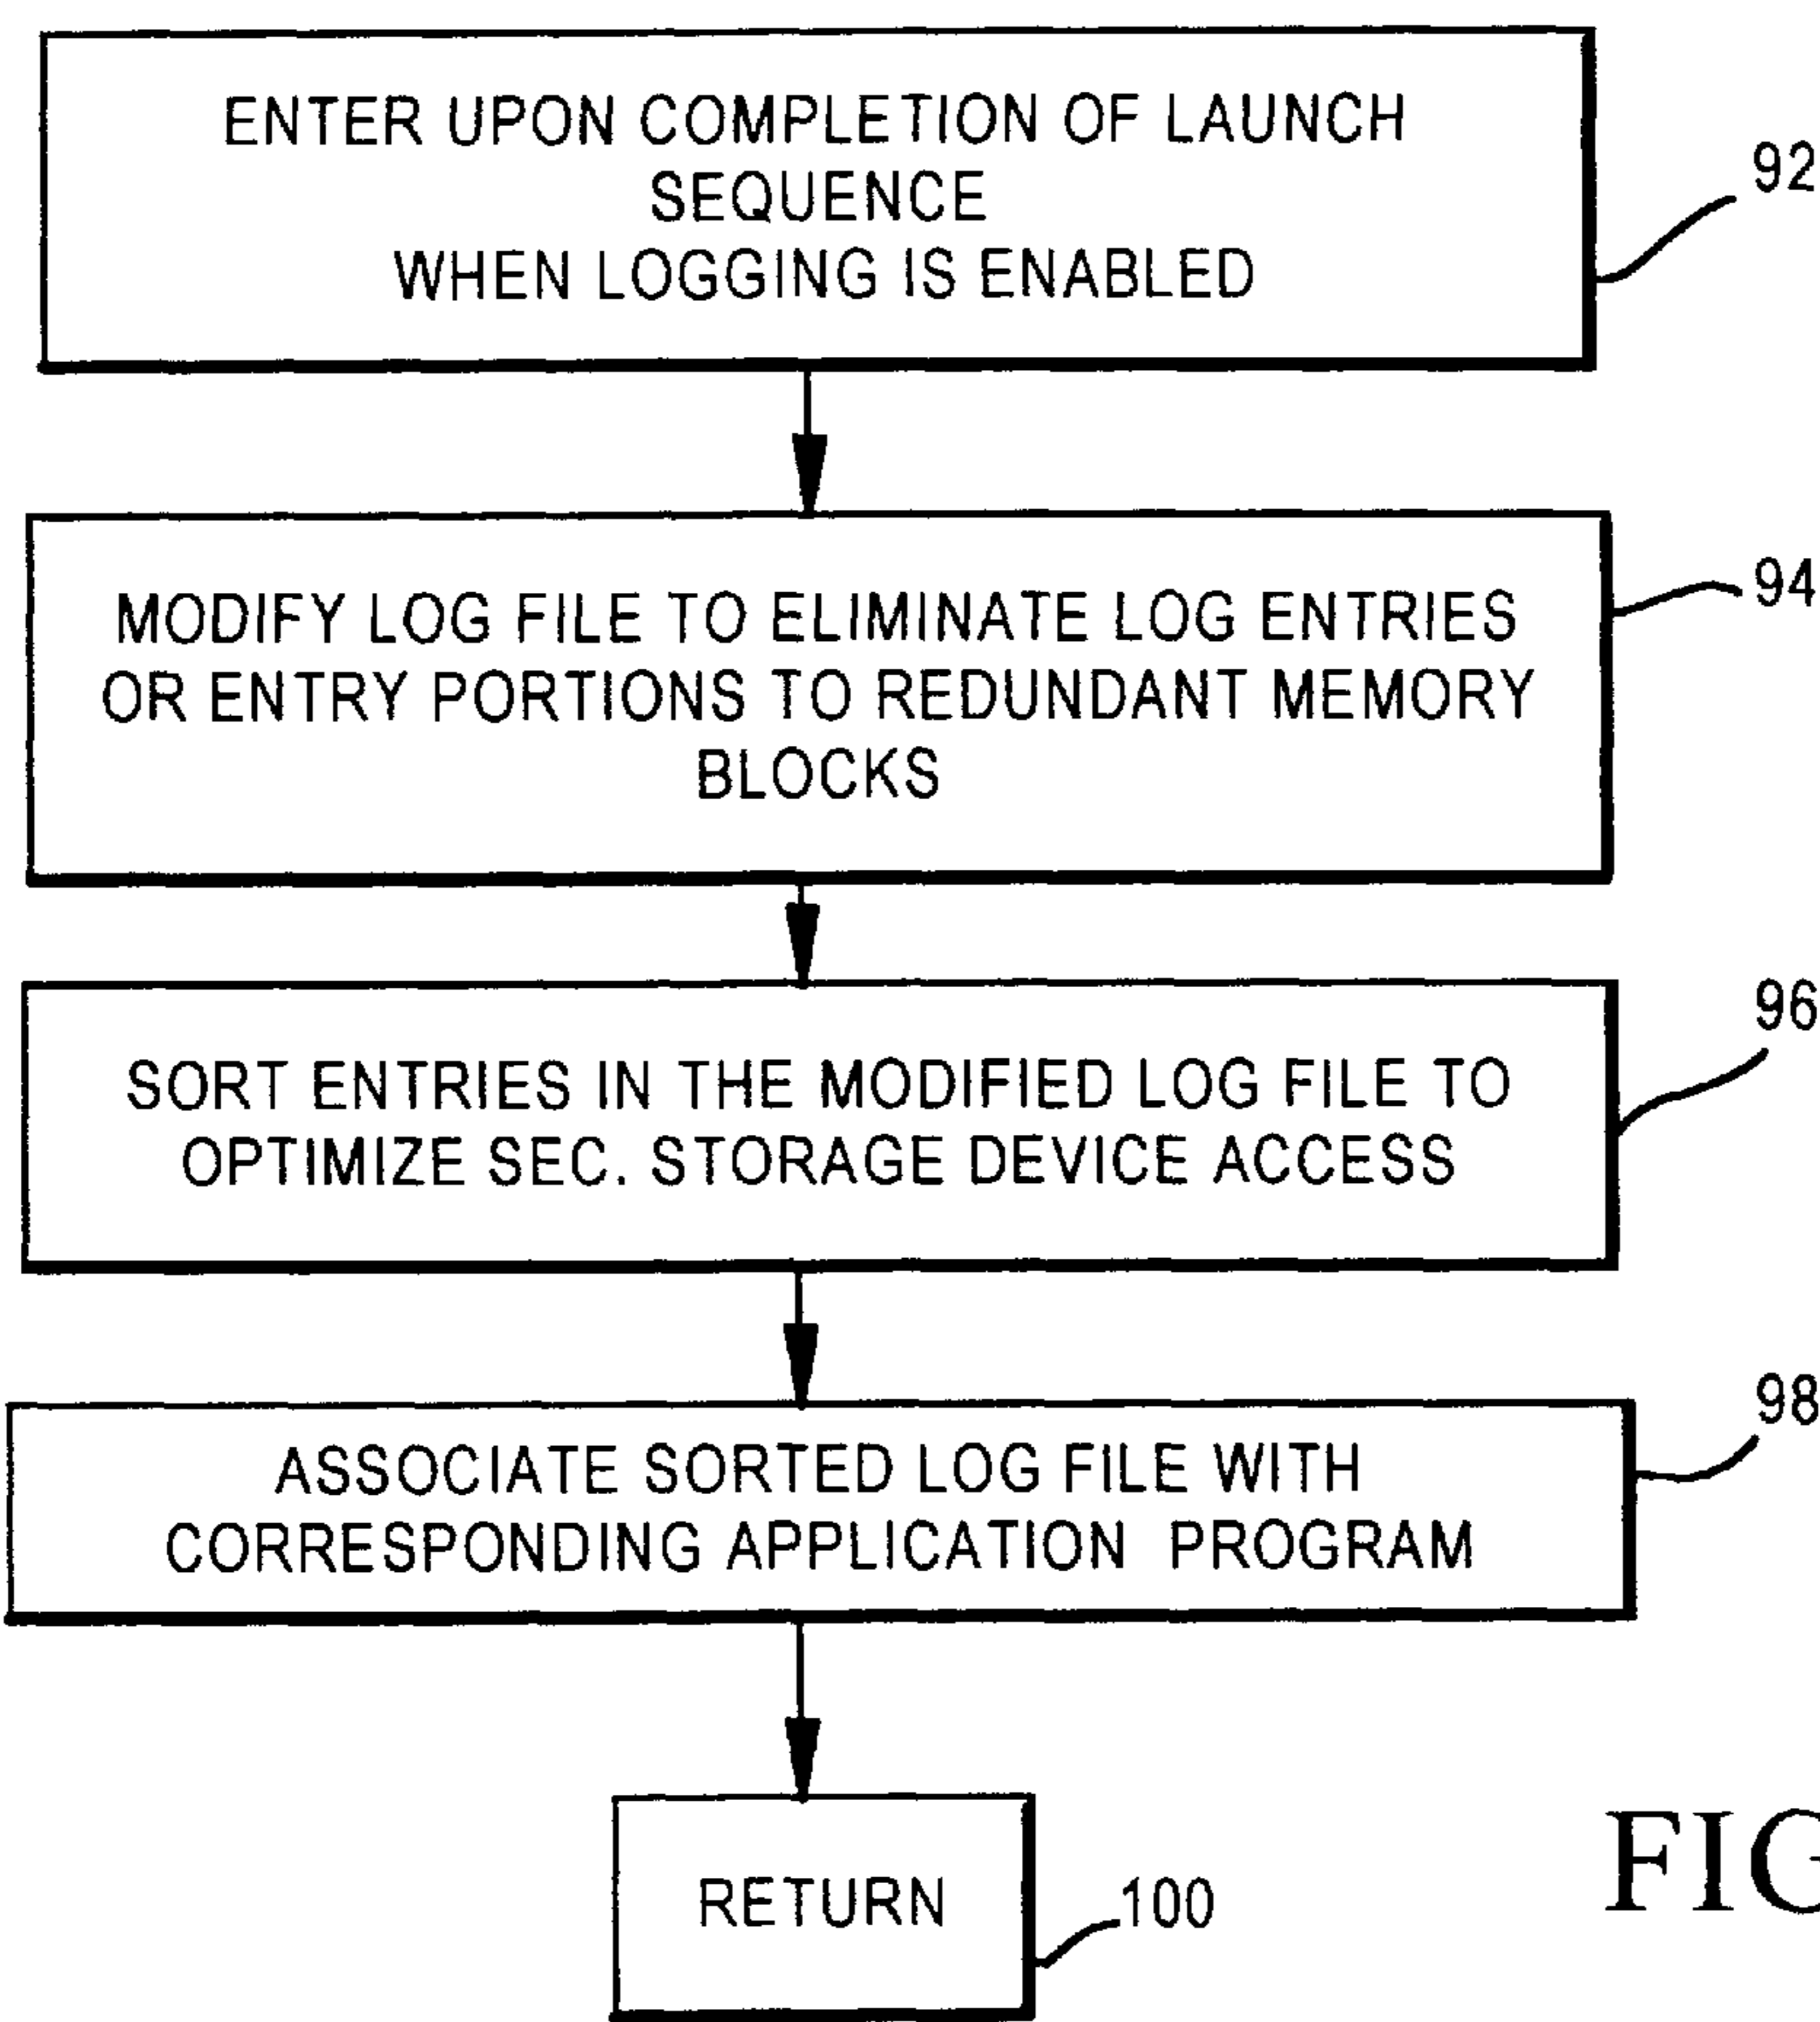 ENTER UPON COMPLETION OF LAUNCH
SEQUENCE
WHEN LOGGING IS ENABLED
92
MODIFY LOG FILE TO ELIMINATE LOG ENTRIES
OR ENTRY PORTIONS TO REDUNDANT MEMORY
BLOCKS
94
SORT ENTRIES IN THE MODIFIED LOG FILE TO
OPTIMIZE SEC. STORAGE DEVICE ACCESS
96
ASSOCIATE SORTED LOG FILE WITH
CORRESPONDING APPLICATION PROGRAM
98
RETURN
100
FIG